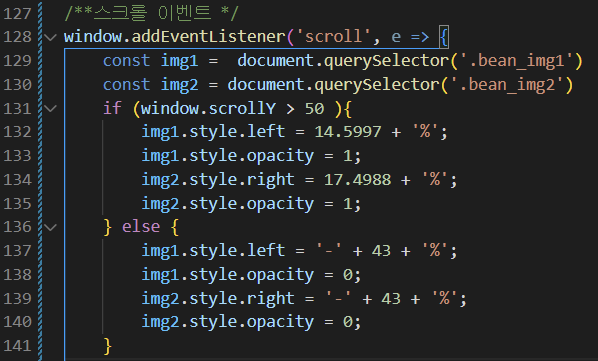 127 /**스크롤 이벤트 */
128 window.addEventListener('scroll', e => {
129 const img1 =  document.querySelector('.bean_img1')
130 const img2 = document.querySelector('.bean_img2')
131 if (window.scrollY > 50 ){
132 img1.style.left = 14.5997 + '%';
133 img1.style.opacity = 1;
134 img2.style.right = 17.4988 + '%';
135 img2.style.opacity = 1;
136 } else {
137 img1.style.left = '-' + 43 + '%';
138 img1.style.opacity = 0;
139 img2.style.right = '-' + 43 + '%';
140 img2.style.opacity = 0;
141 }